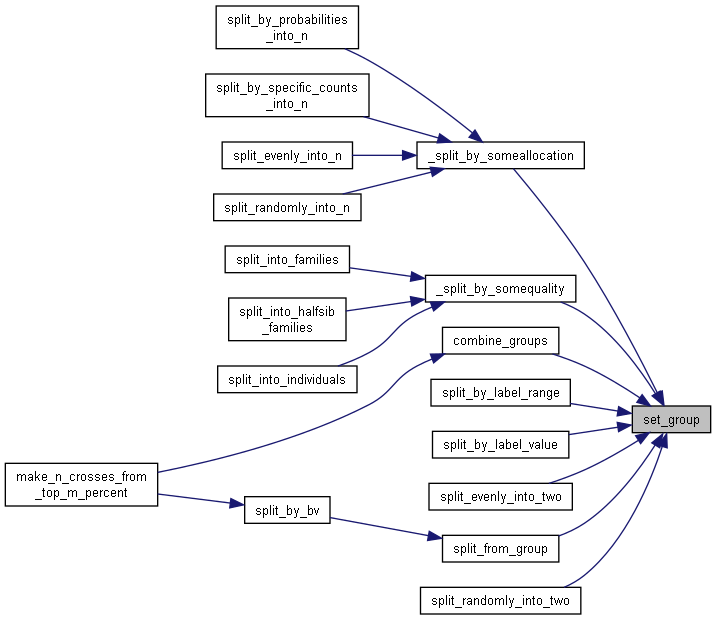 split_by_probabilities
_into_n
split_by_specific_counts
_into_n
split_evenly_into_n
_split_by_someallocation
split_randomly_into_n
split_into_families
_split_by_somequality
split_into_halfsib
_families
combine_groups
split_into_individuals
split_by_label_range
set_group
split_by_label_value
make_n_crosses_from
_top_m_percent
split_evenly_into_two
split_by_bv
split_from_group
split_randomly_into_two